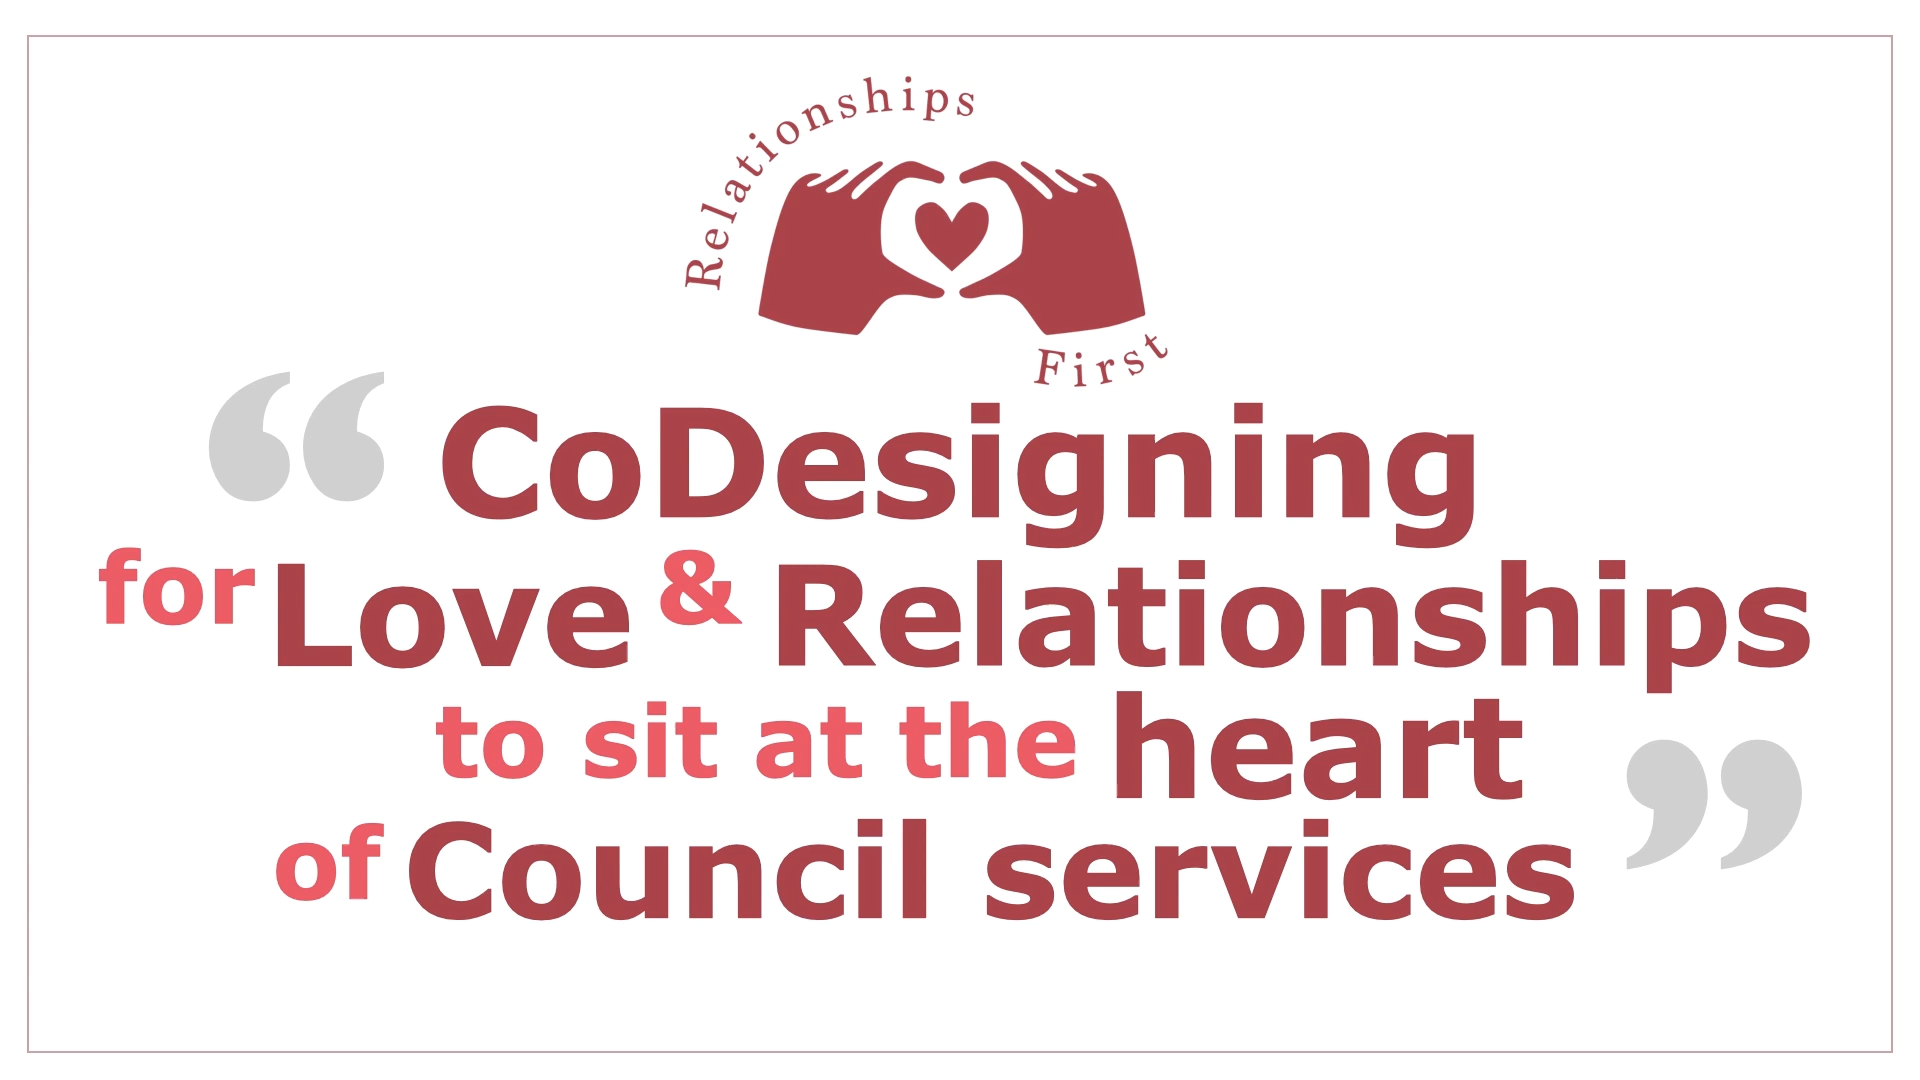 Relationships
First
“ CoDesigning
for Love & Relationships
to sit at the heart
of Council services ”